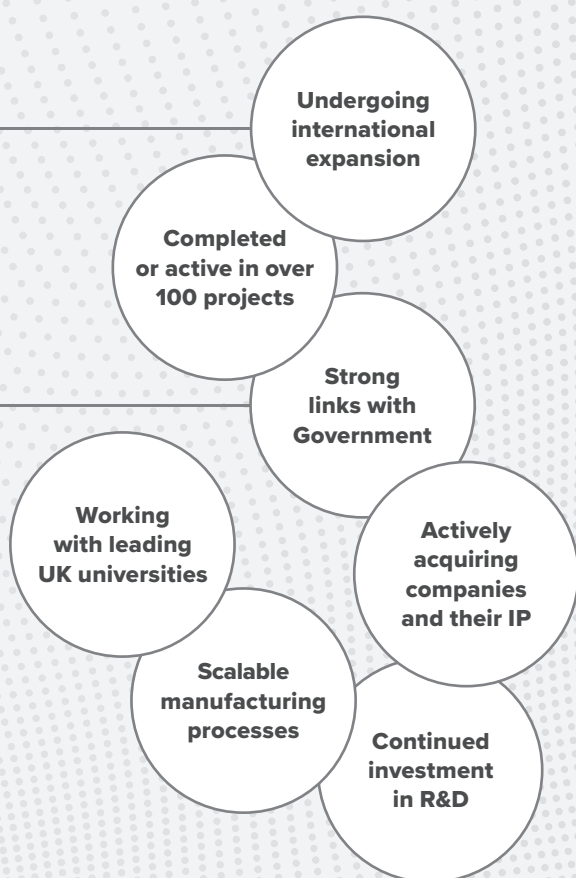 Undergoing
international
expansion
Completed
or active in over
100 projects
Strong
links with
Government
Working
with leading
UK universities
Actively
acquiring
companies
and their IP
Scalable
manufacturing
processes
Continued
investment
in R&D